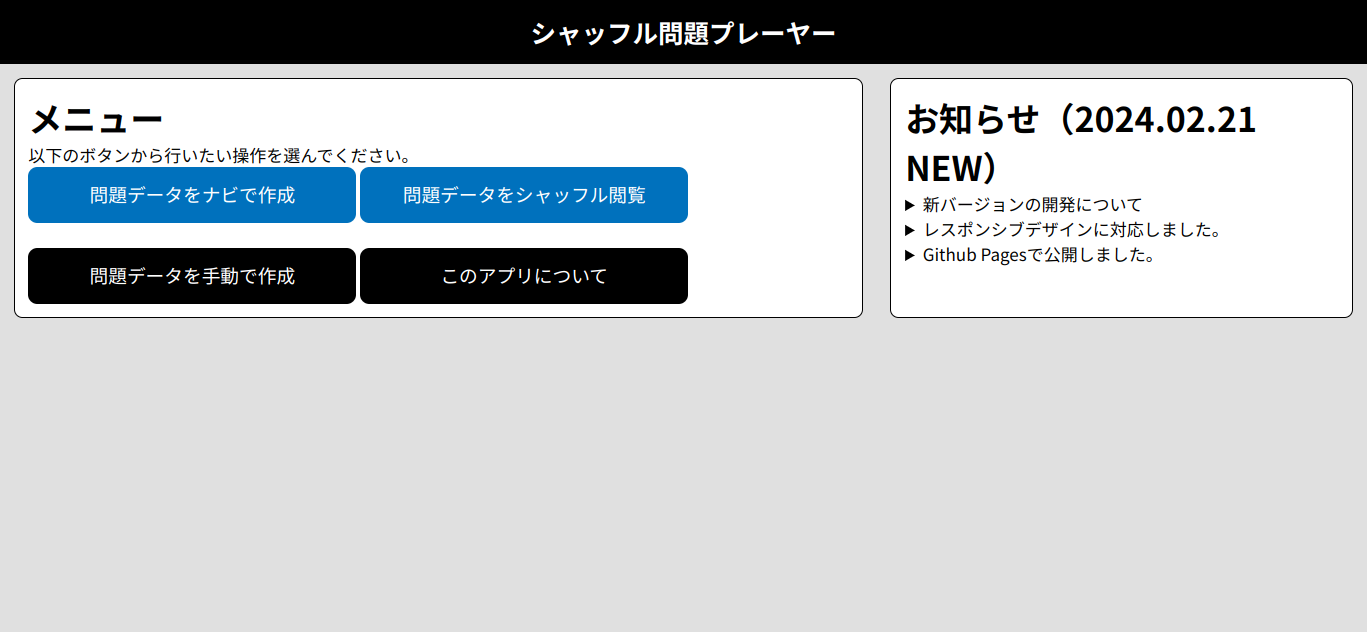 シャッフル問題プレーヤー
メニュー
以下のボタンから行いたい操作を選んでください。
問題データをナビで作成
問題データをシャッフル閲覧
問題データを手動で作成
このアプリについて
お知らせ（2024.02.21
NEW）
▶ 新バージョンの開発について
▶ レスポンシブデザインに対応しました。
▶ Github Pagesで公開しました。